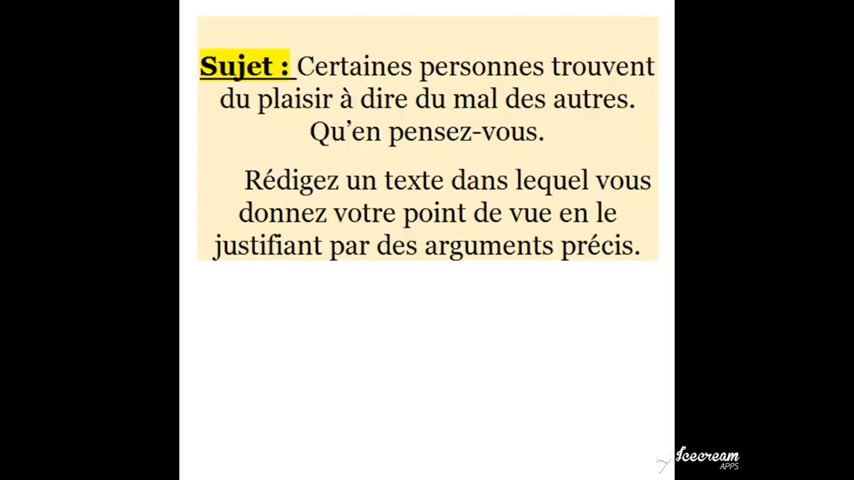 Sujet : Certaines personnes trouvent
du plaisir à dire du mal des autres.
Qu’en pensez-vous.
Rédigez un texte dans lequel vous
donnez votre point de vue en le
justifiant par des arguments précis.
Icecream
APPS